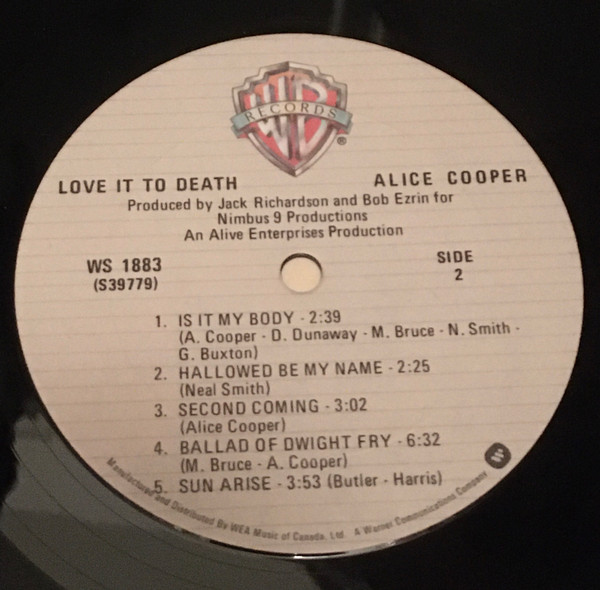 WB
RECORDS
®
LOVE IT TO DEATH
ALICE COOPER
Produced by Jack Richardson and Bob Ezrin for
Nimbus 9 Productions
An Alive Enterprises Production
WS 1883
(S39779)
SIDE
2
1. IS IT MY BODY - 2:39
(A. Cooper - D. Dunaway - M. Bruce - N. Smith -
G. Buxton)
2. HALLOWED BE MY NAME - 2:25
(Neal Smith)
3. SECOND COMING - 3:02
(Alice Cooper)
4. BALLAD OF DWIGHT FRY - 6:32
(M. Bruce - A. Cooper)
5. SUN ARISE - 3:53 (Butler - Harris)
Manufactured and Distributed By WEA Music of Canada, Ltd. A Warner Communications Company